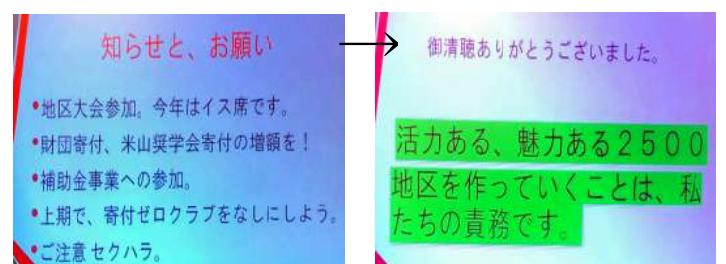 知らせと、お願い
•地区大会参加。今年はイス席です。
•財団寄付、米山奨学会寄付の増額を！
•補助金事業への参加。
•上期で、寄付ゼロクラブをなしにしよう。
•ご注意 セクハラ。
御清聴ありがとうございました。
活力ある、魅力ある2500
地区を作っていくことは、私
たちの責務です。